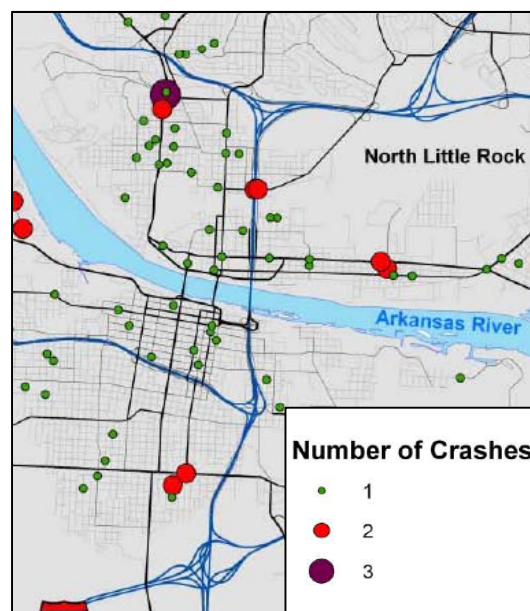 North Little Rock
Arkansas River
Number of Crashes
1
2
3